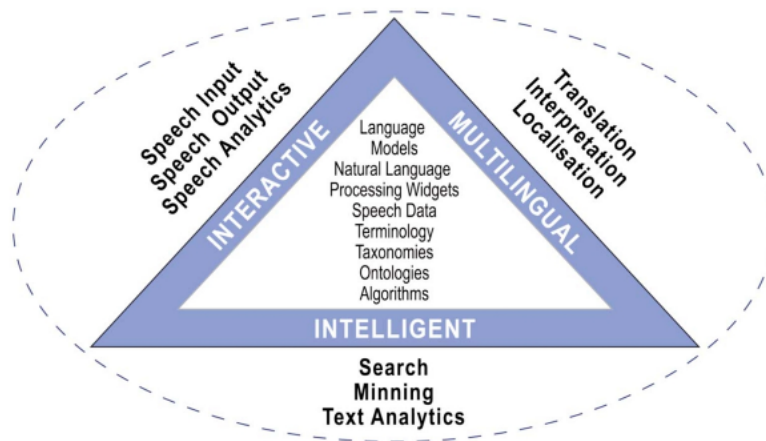 Speech Input
Speech Output
Speech Analytics
INTERACTIVE
Language
Models
Natural Language
Processing Widgets
Speech Data
Terminology
Taxonomies
Ontologies
Algorithms
MULTILINGUAL
Translation
Interpretation
Localisation
INTELLIGENT
Search
Minning
Text Analytics